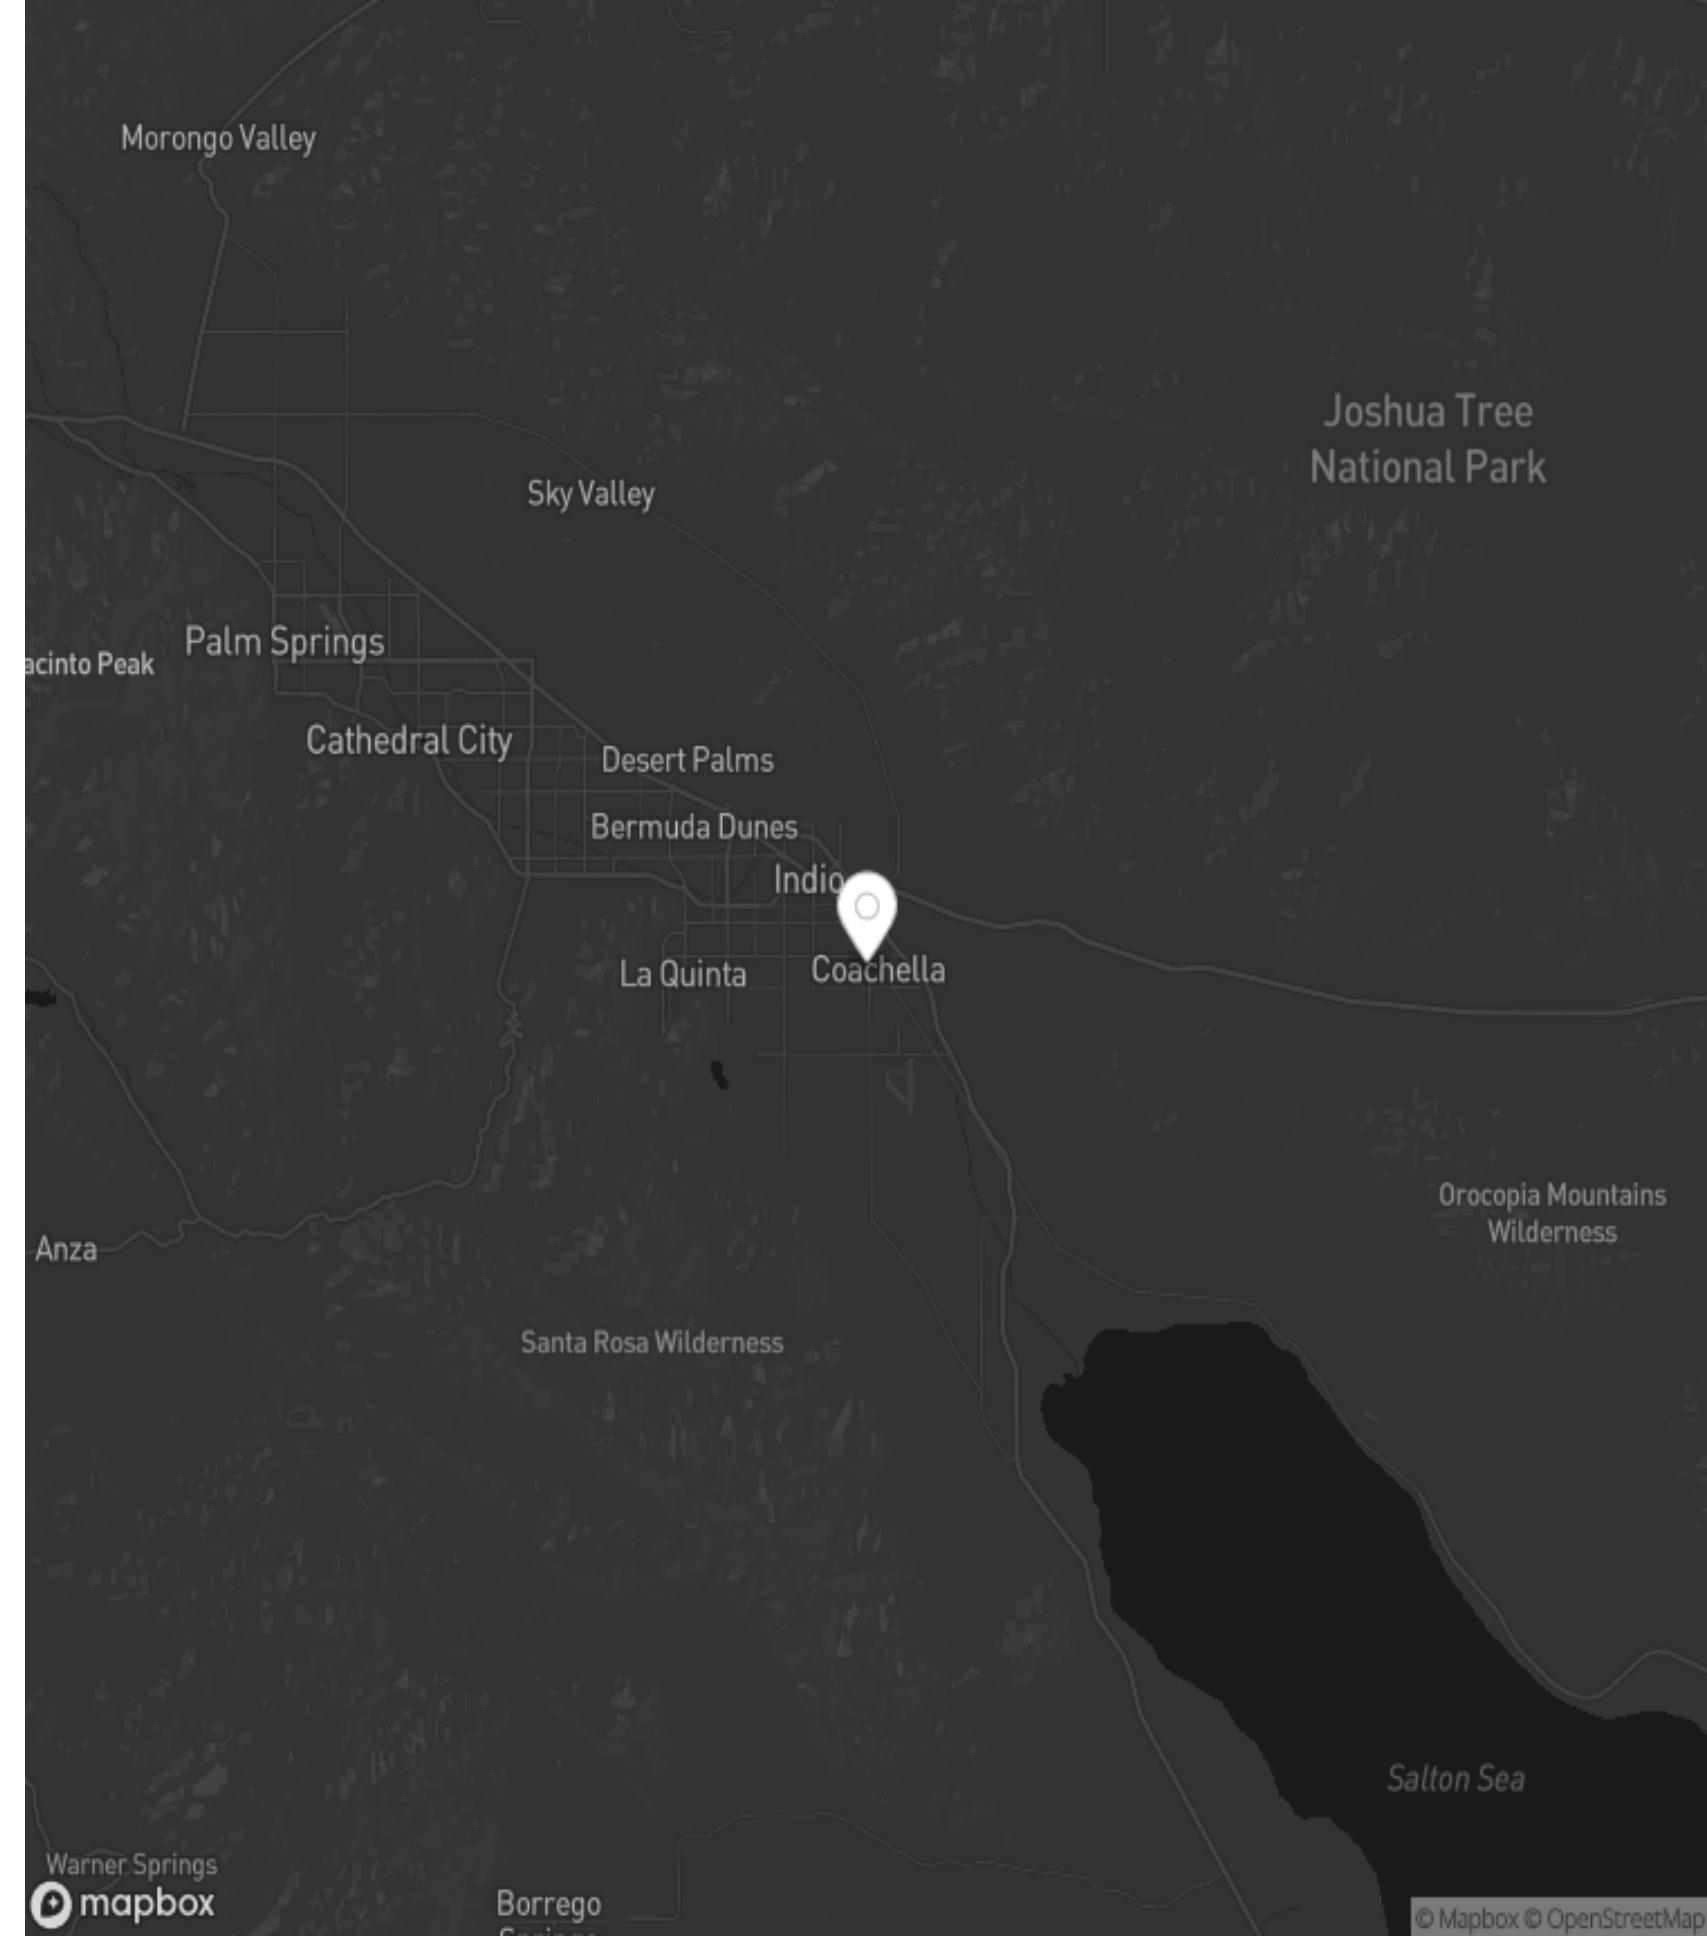 Morongo Valley
Joshua Tree
National Park
Sky Valley
Palm Springs
acinto Peak
Cathedral City
Desert Palms
Bermuda Dunes
Indio
La Quinta
Coachella
Orocopia Mountains
Wilderness
Anza
Santa Rosa Wilderness
Salton Sea
Warner Springs
mapbox
Borrego
© Mapbox © OpenStreetMap